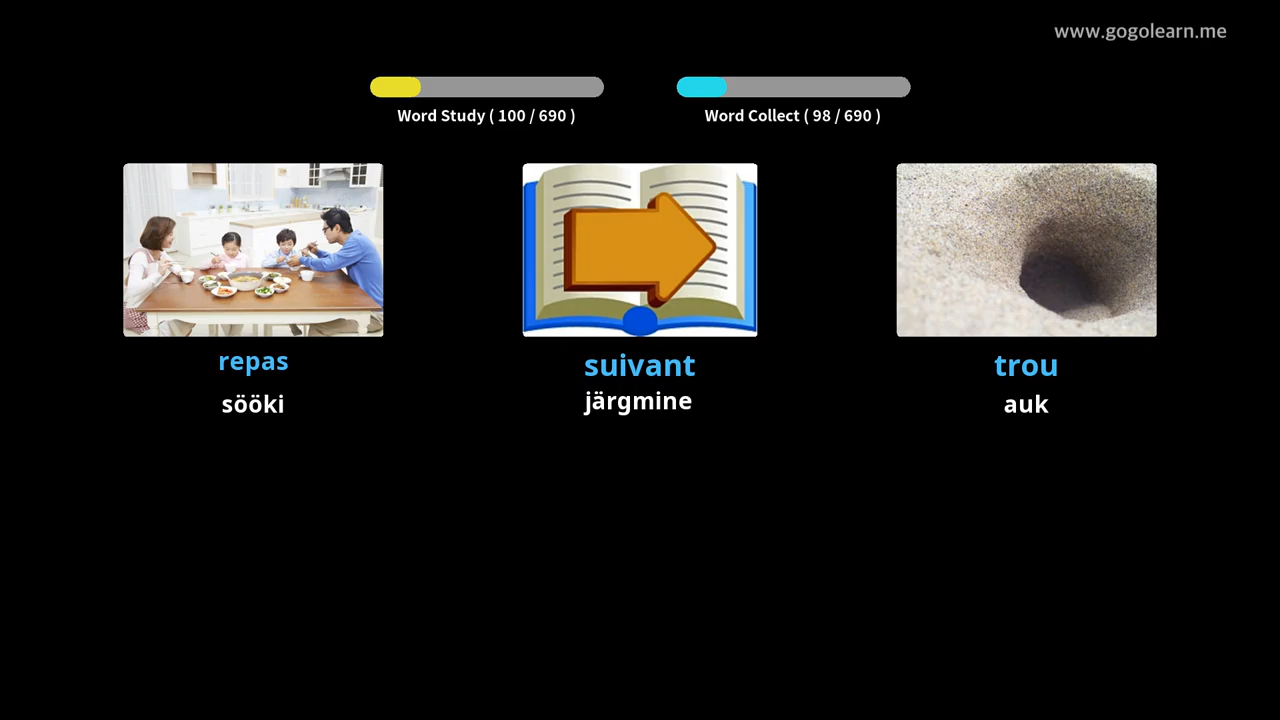 www.gogolearn.me
Word Study ( 100 / 690 )
Word Collect ( 98 / 690 )
repas
suivant
trou
sööki
järgmine
auk